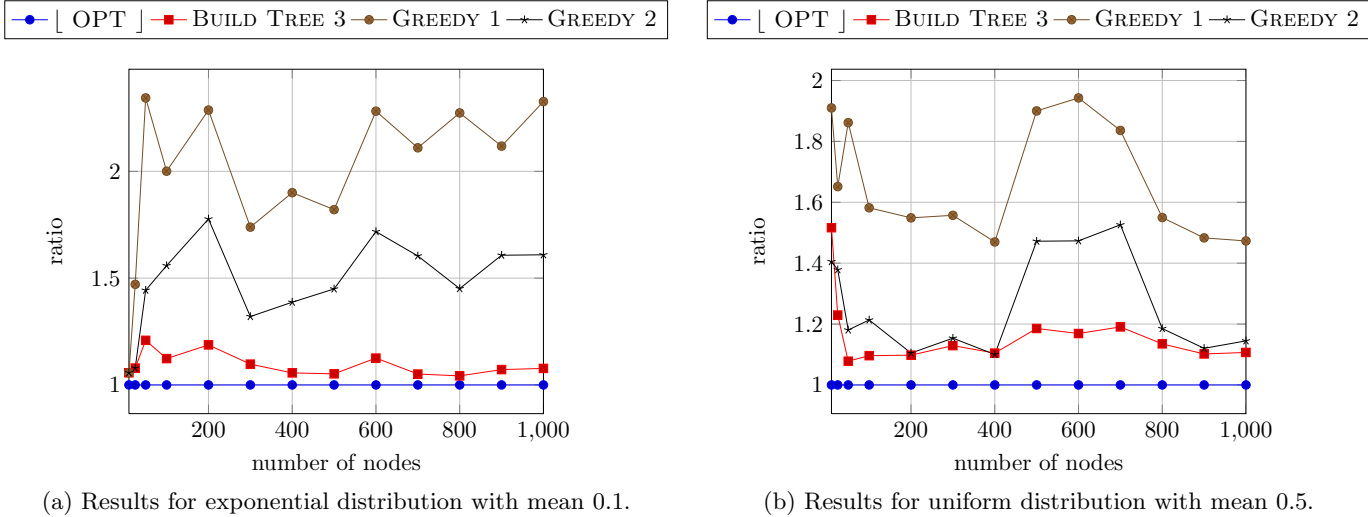 ⌊ OPT ⌋ BUILD TREE 3 GREEDY 1 GREEDY 2
2
1.5
1
ratio
200 400 600 800 1,000
number of nodes
(a) Results for exponential distribution with mean 0.1.
⌊ OPT ⌋ BUILD TREE 3 GREEDY 1 GREEDY 2
2
1.8
1.6
1.4
1.2
1
ratio
200 400 600 800 1,000
number of nodes
(b) Results for uniform distribution with mean 0.5.